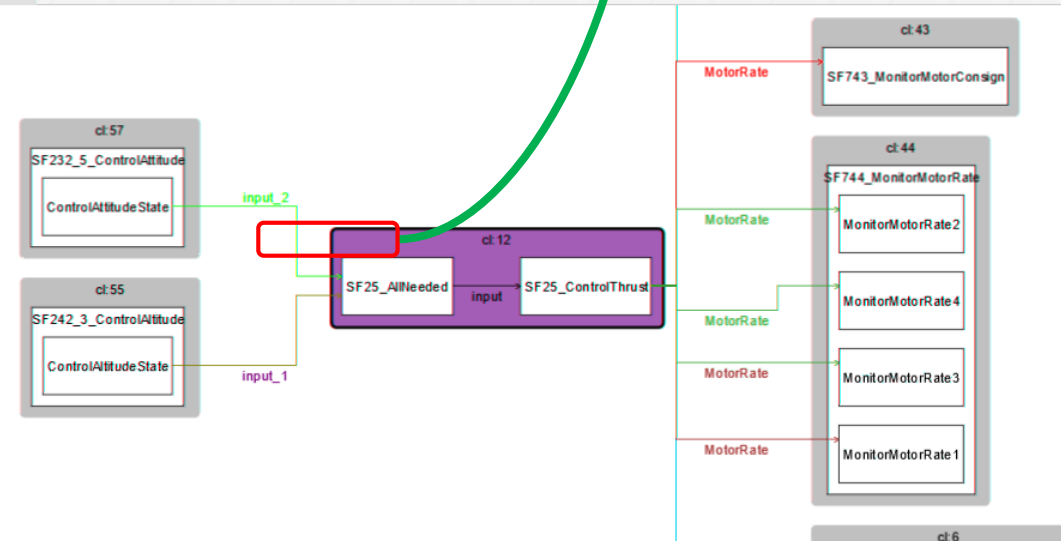 cl:57
SF232_5_ControlAttitude
ControlAttitudeState
input_2
cl:55
SF242_3_ControlAltitude
ControlAltitudeState
input_1
cl:12
SF25_AllNeeded
input
SF25_ControlThrust
MotorRate
MotorRate
MotorRate
MotorRate
MotorRate
cl:43
SF743_MonitorMotorConsign
cl:44
SF744_MonitorMotorRate
MonitorMotorRate2
MonitorMotorRate4
MonitorMotorRate3
MonitorMotorRate1
cl:6